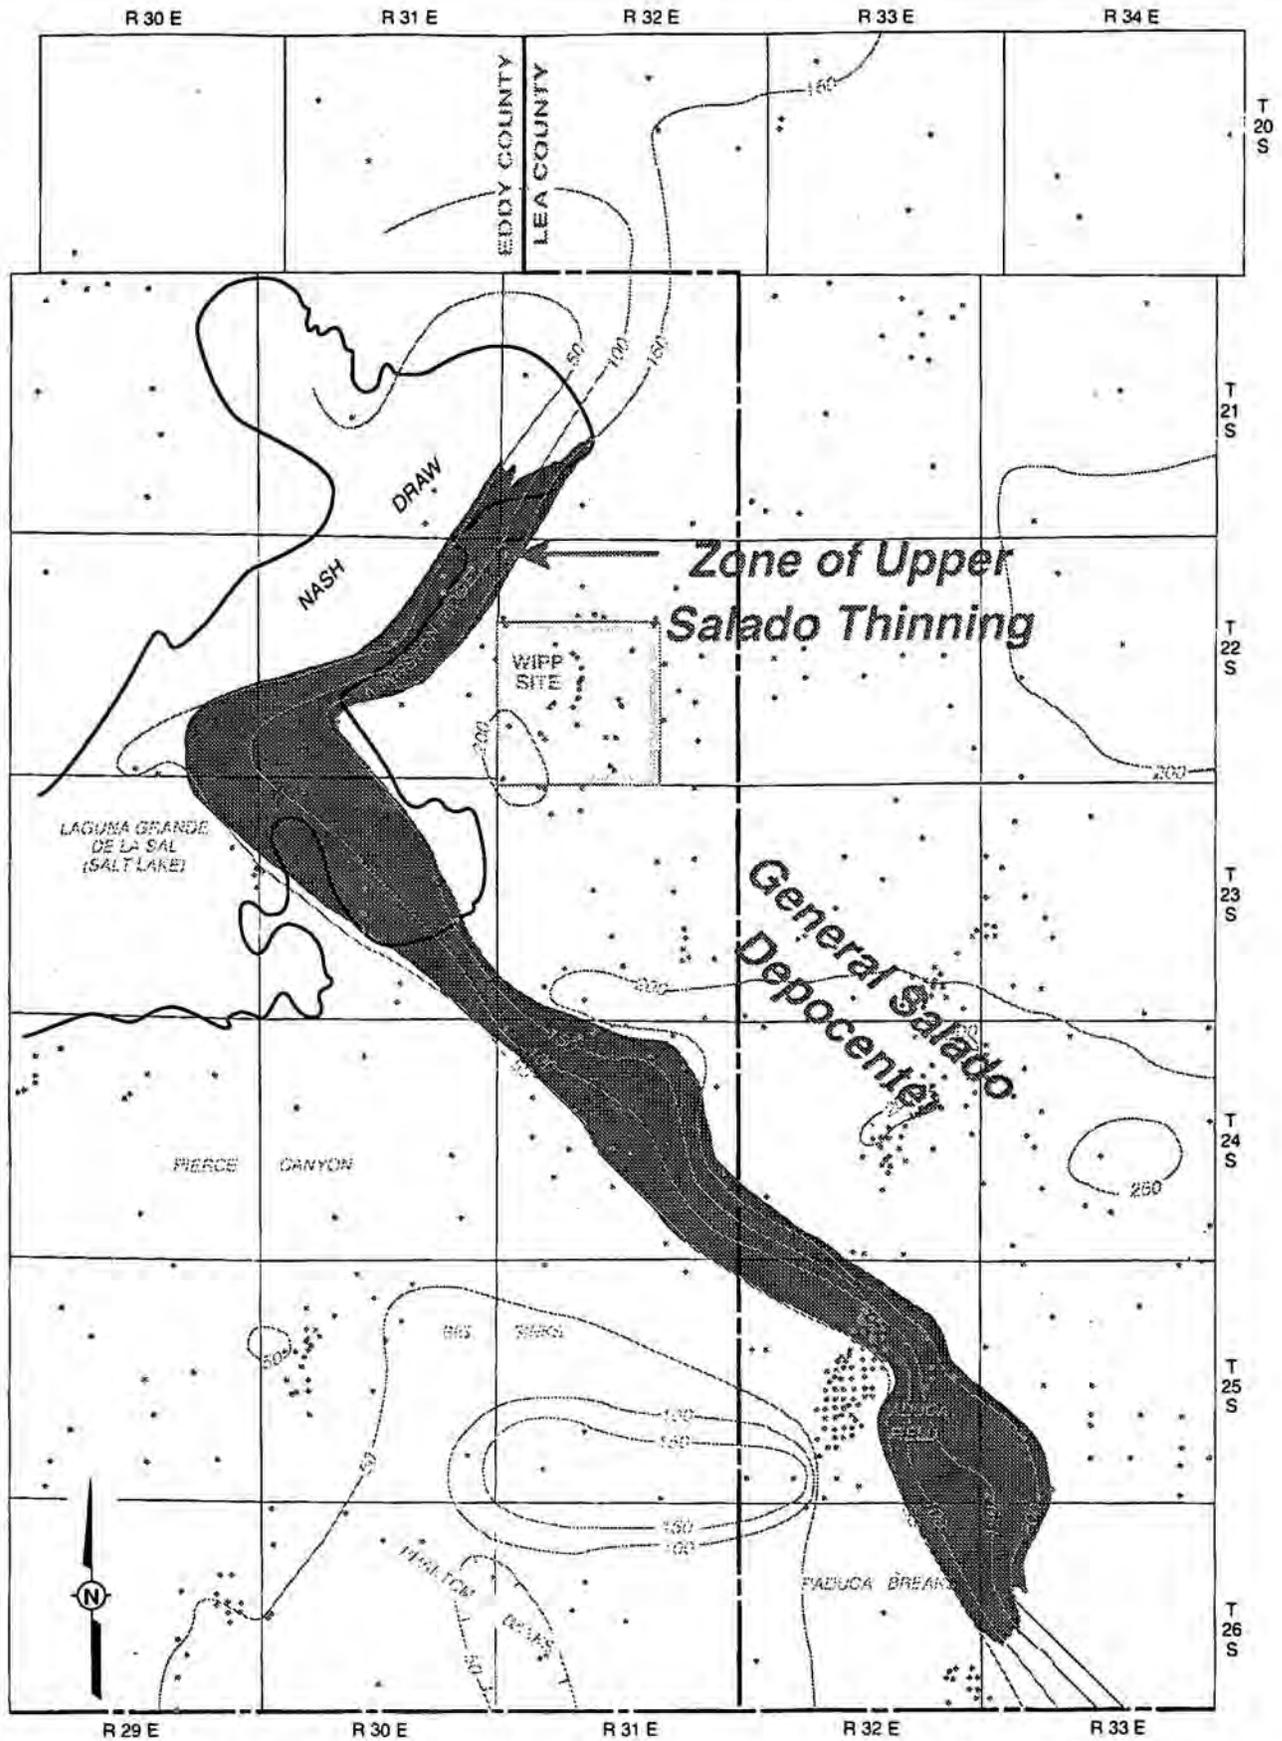 R 30 E
R 31 E
R 32 E
R 33 E
R 34 E
EDDY COUNTY
LEA COUNTY
T
20
S
150
50
100
150
T
21
S
DRAW
NASH
Zone of Upper
Salado Thinning
WIPP
SITE
T
22
S
200
200
LAGUNA GRANDE
DE LA SAL
(SALT LAKE)
T
23
S
General Salado
Depocenter
200
150
100
50
T
24
S
PIERCE CANYON
250
BIG SINKS
50
T
25
S
100
150
50
FIELD
150
100
PADUCA BREAKS
50
N
T
26
S
R 29 E
R 30 E
R 31 E
R 32 E
R 33 E